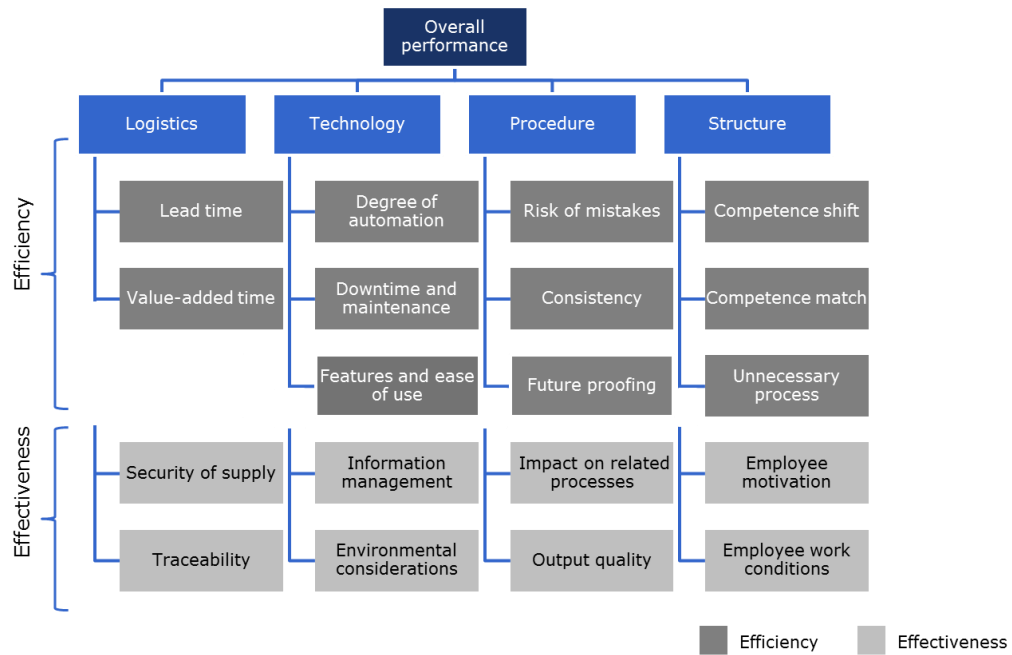 Overall
performance
Logistics
Technology
Procedure
Structure
Efficiency
Lead time
Degree of
automation
Risk of mistakes
Competence shift
Value-added time
Downtime and
maintenance
Consistency
Competence match
Features and ease
of use
Future proofing
Unnecessary
process
Effectiveness
Security of supply
Information
management
Impact on related
processes
Employee
motivation
Traceability
Environmental
considerations
Output quality
Employee work
conditions
Efficiency
Effectiveness